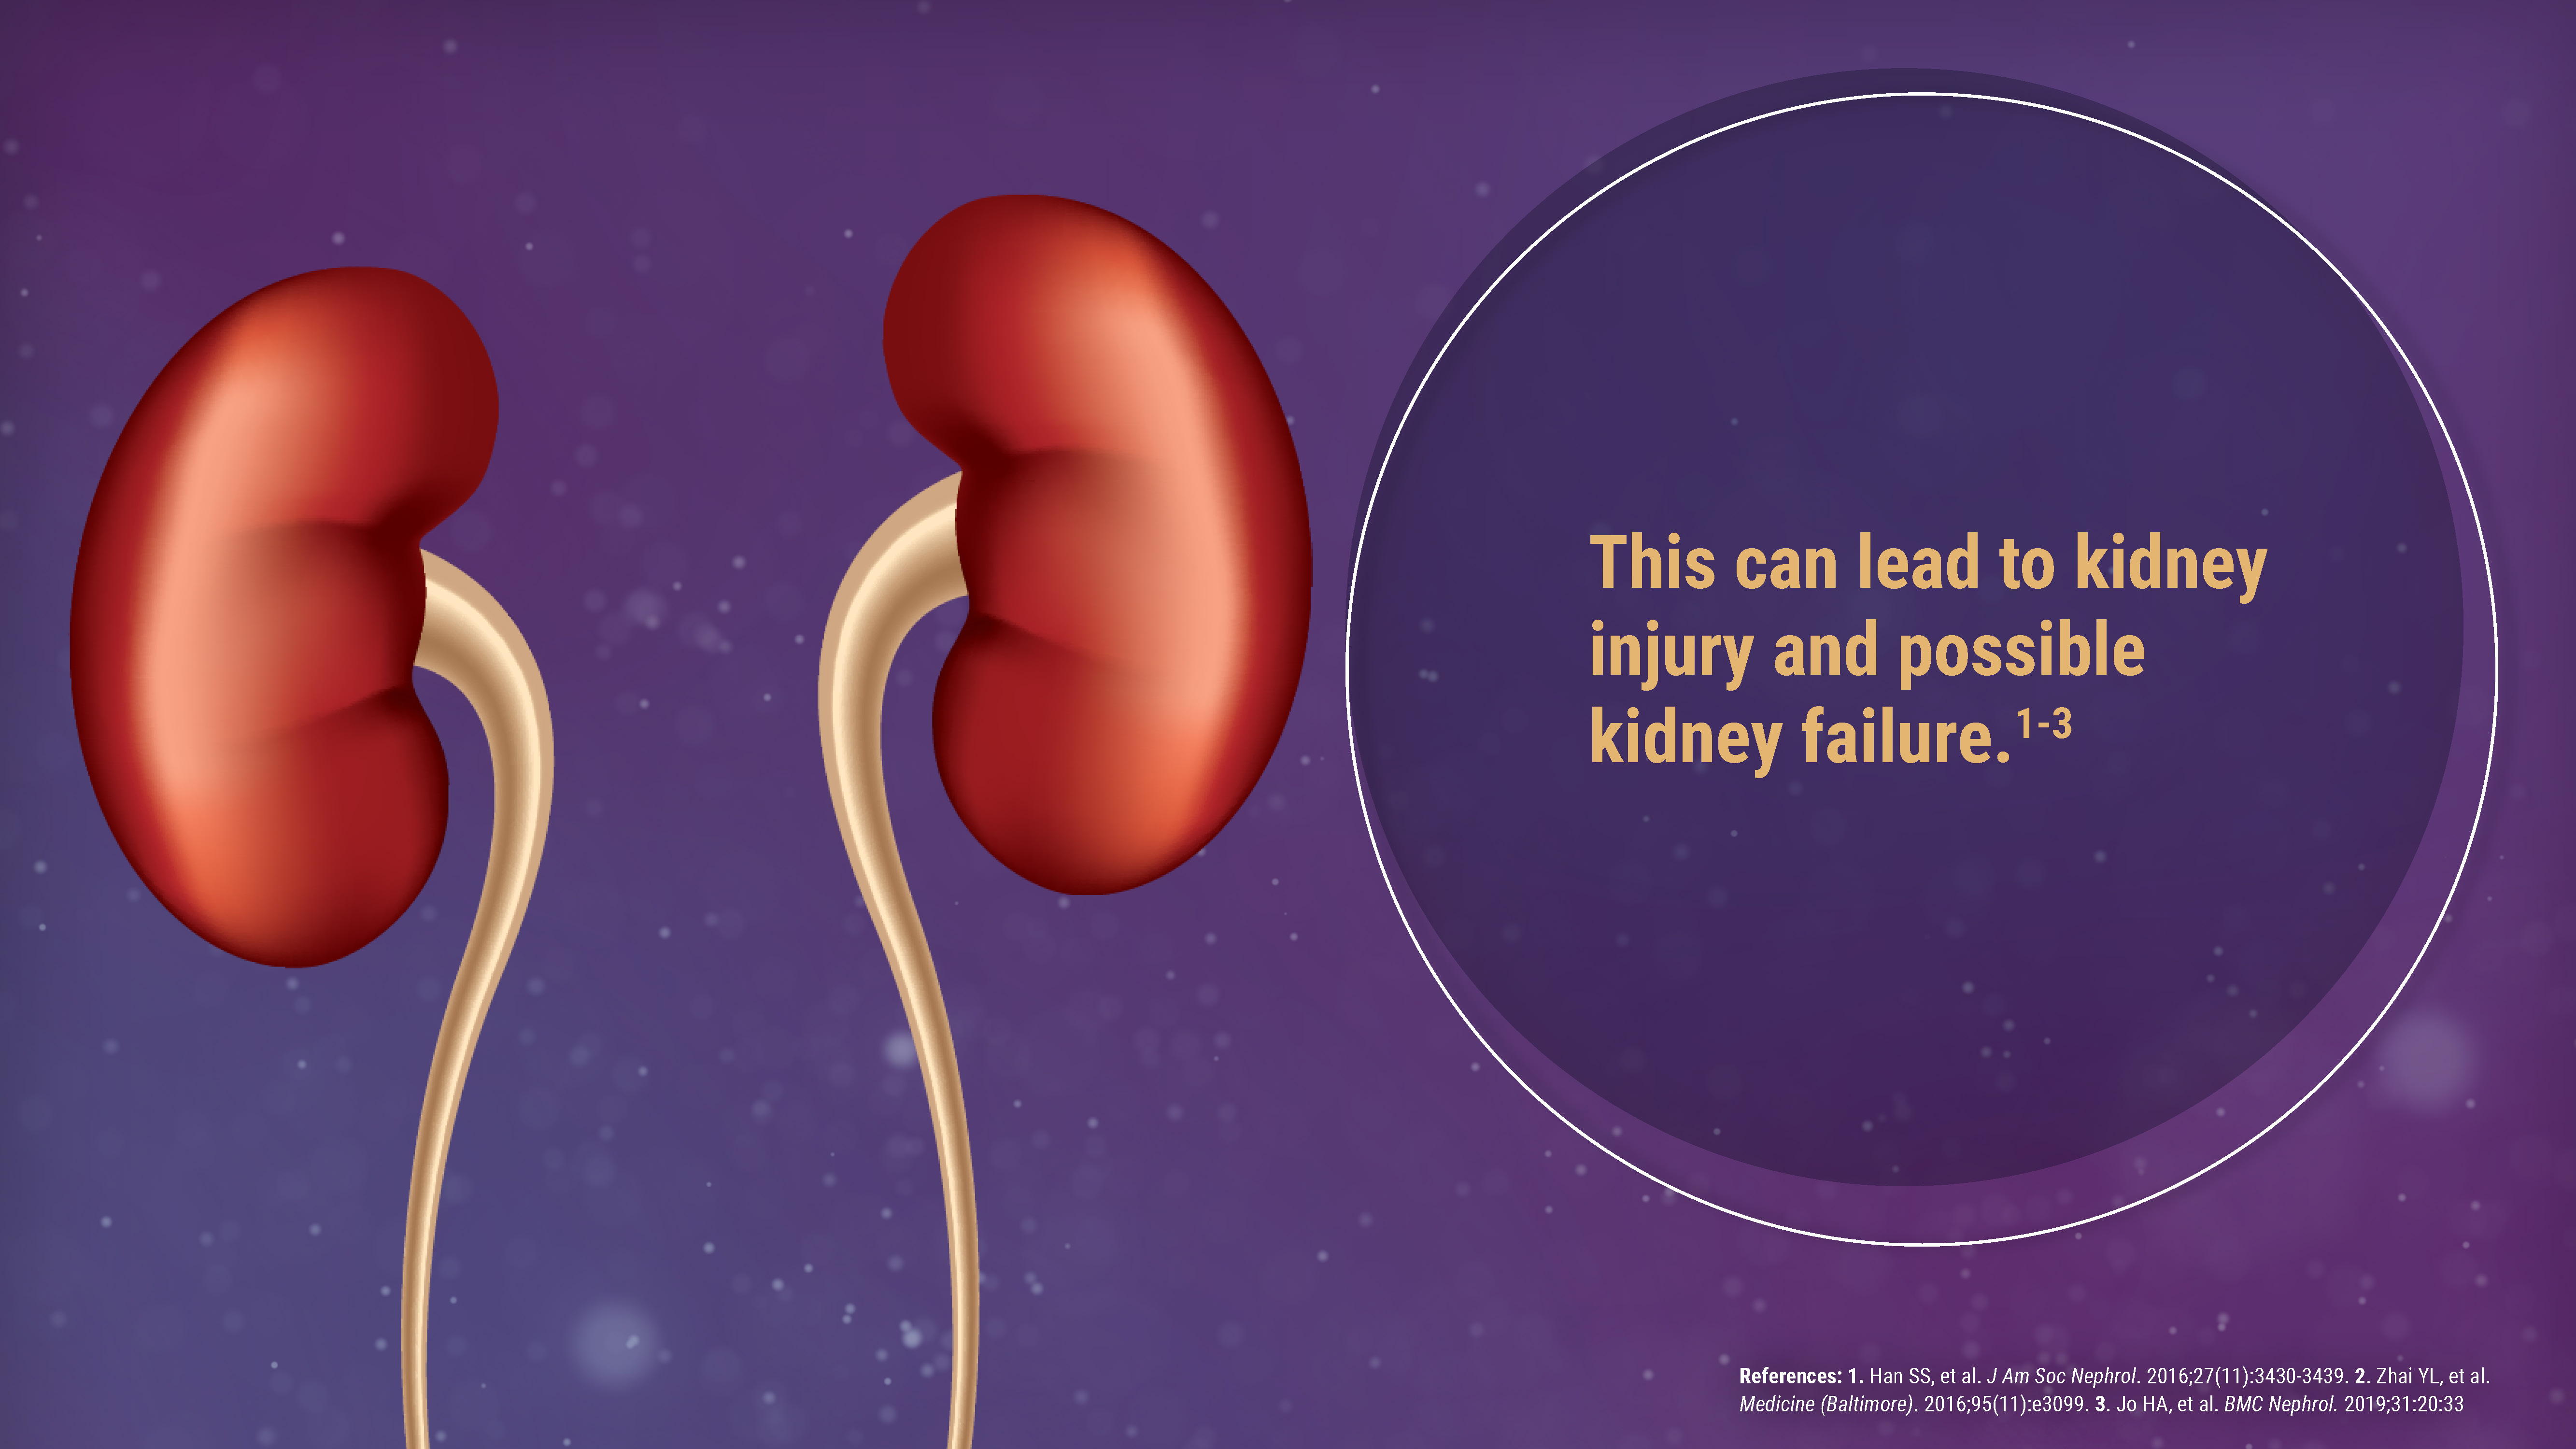 This can lead to kidney
injury and possible
kidney failure.¹⁻³
References: 1. Han SS, et al. J Am Soc Nephrol. 2016;27(11):3430-3439. 2. Zhai YL, et al.
Medicine (Baltimore). 2016;95(11):e3099. 3. Jo HA, et al. BMC Nephrol. 2019;31:20:33